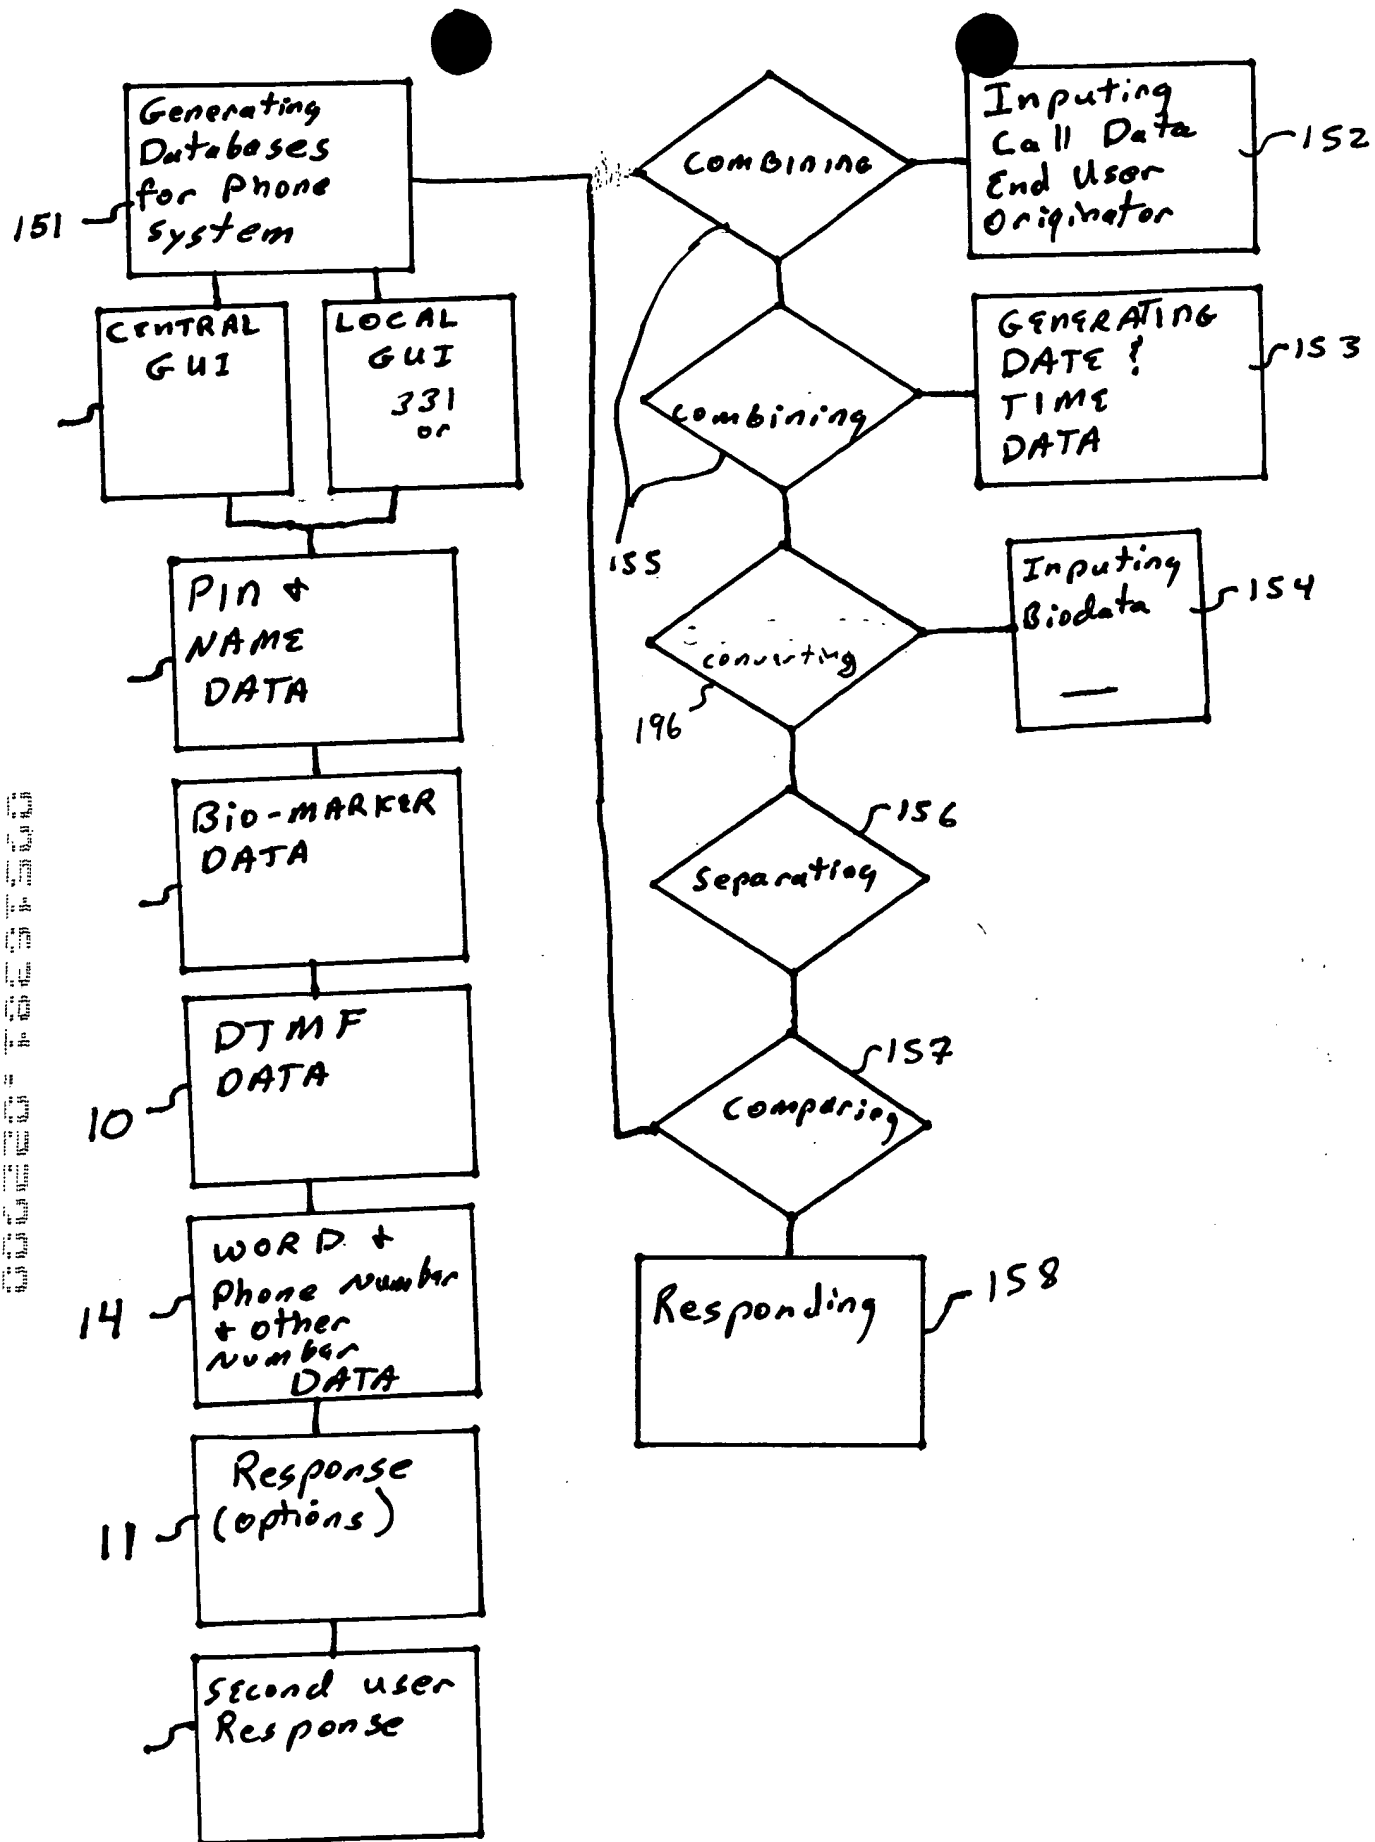 Generating
Databases
for Phone
System
151
CENTRAL
GUI
LOCAL
GUI
331
or
PIN &
NAME
DATA
Bio-MARKER
DATA
DTMF
DATA
10
WORD &
Phone Number
& other
Number
DATA
14
Response
(options)
11
Second user
Response
COMBINING
Inputing
Call Data
End User
Originator
152
combining
GENERATING
DATE &
TIME
DATA
153
155
converting
196
Inputing
Biodata
154
Separating
156
Comparing
157
Responding
158